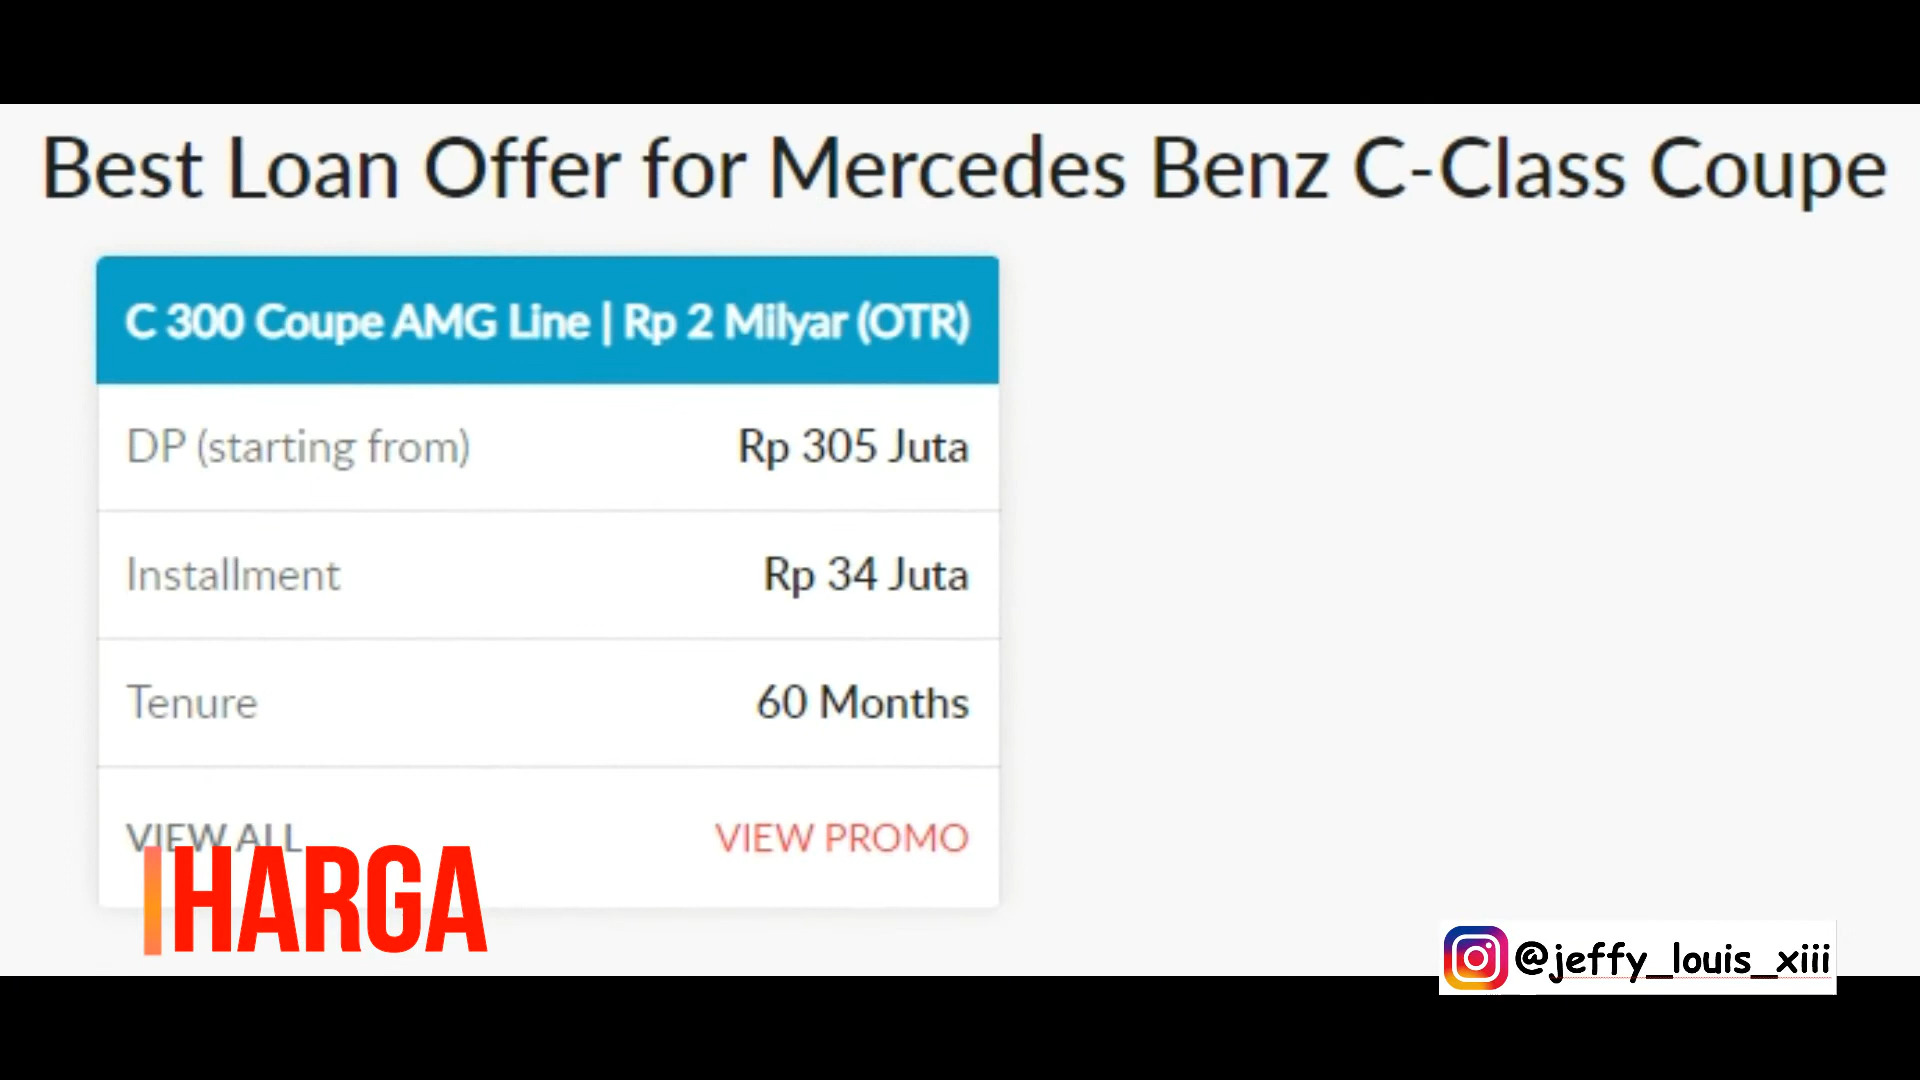 Best Loan Offer for Mercedes Benz C-Class Coupe
C 300 Coupe AMG Line | Rp 2 Milyar (OTR)
DP (starting from) Rp 305 Juta
Installment Rp 34 Juta
Tenure 60 Months
VIEW ALL VIEW PROMO
HARGA
@jeffy_louis_xiii